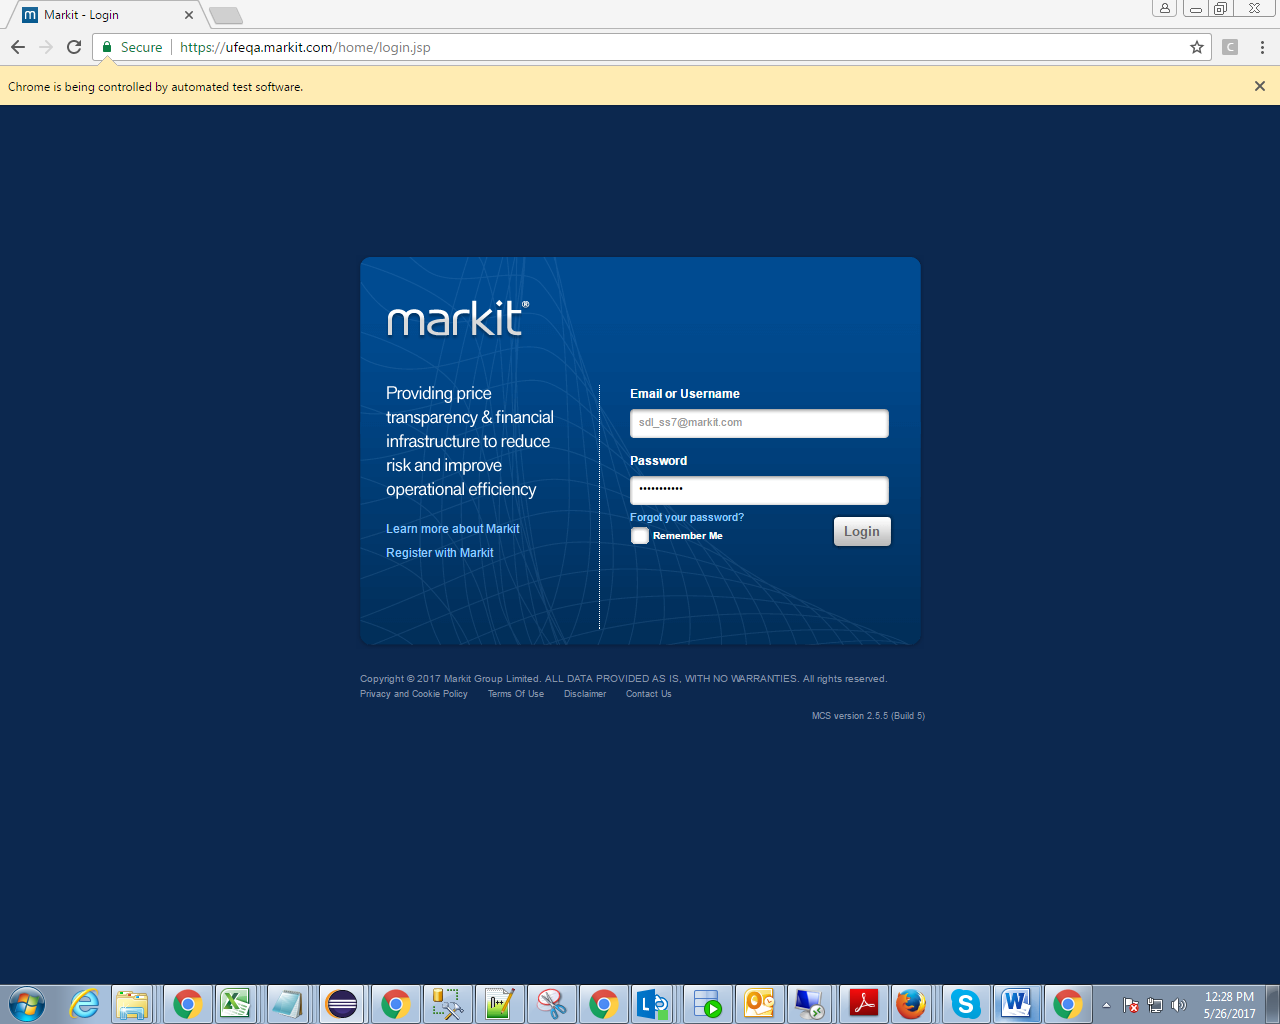 Markit - Login
Secure
https://ufeqa.markit.com/home/login.jsp
C
Chrome is being controlled by automated test software.
markit®
Providing price
transparency & financial
infrastructure to reduce
risk and improve
operational efficiency
Learn more about Markit
Register with Markit
Email or Username
sdl_ss7@markit.com
Password
•••••••••••
Forgot your password?
Remember Me
Login
Copyright © 2017 Markit Group Limited. ALL DATA PROVIDED AS IS, WITH NO WARRANTIES. All rights reserved.
Privacy and Cookie Policy Terms Of Use Disclaimer Contact Us
MCS version 2.5.5 (Build 5)
12:28 PM
5/26/2017